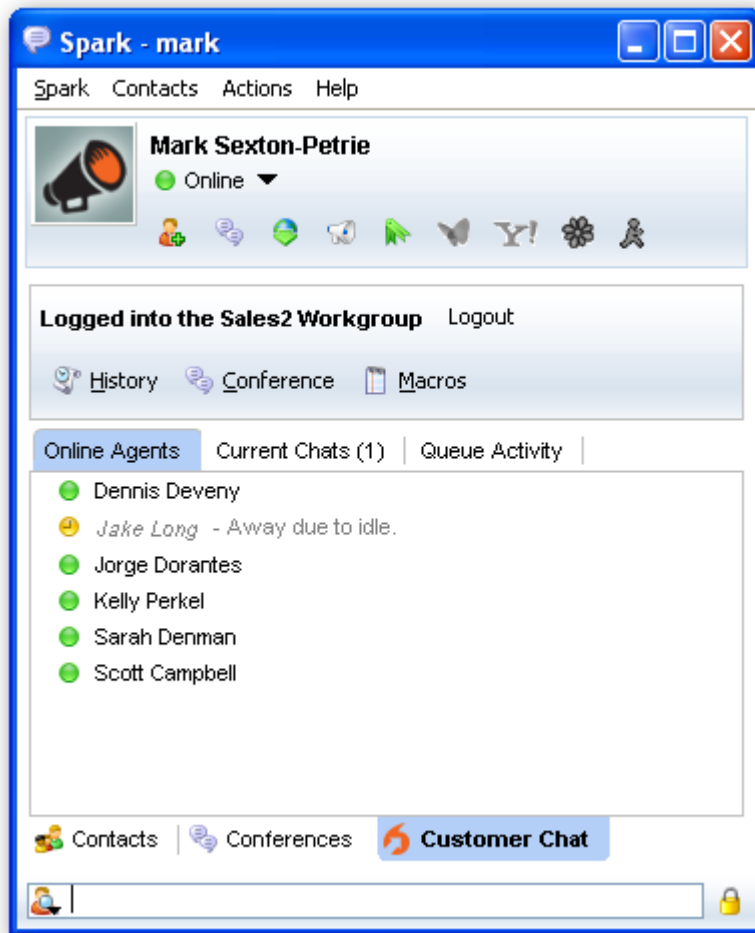 Spark - mark
Spark Contacts Actions Help
Mark Sexton-Petrie
Online
Y!
Logged into the Sales2 Workgroup Logout
History Conference Macros
Online Agents Current Chats (1) Queue Activity
Dennis Deveny
Jake Long - Away due to idle.
Jorge Dorantes
Kelly Perkel
Sarah Denman
Scott Campbell
Contacts Conferences Customer Chat